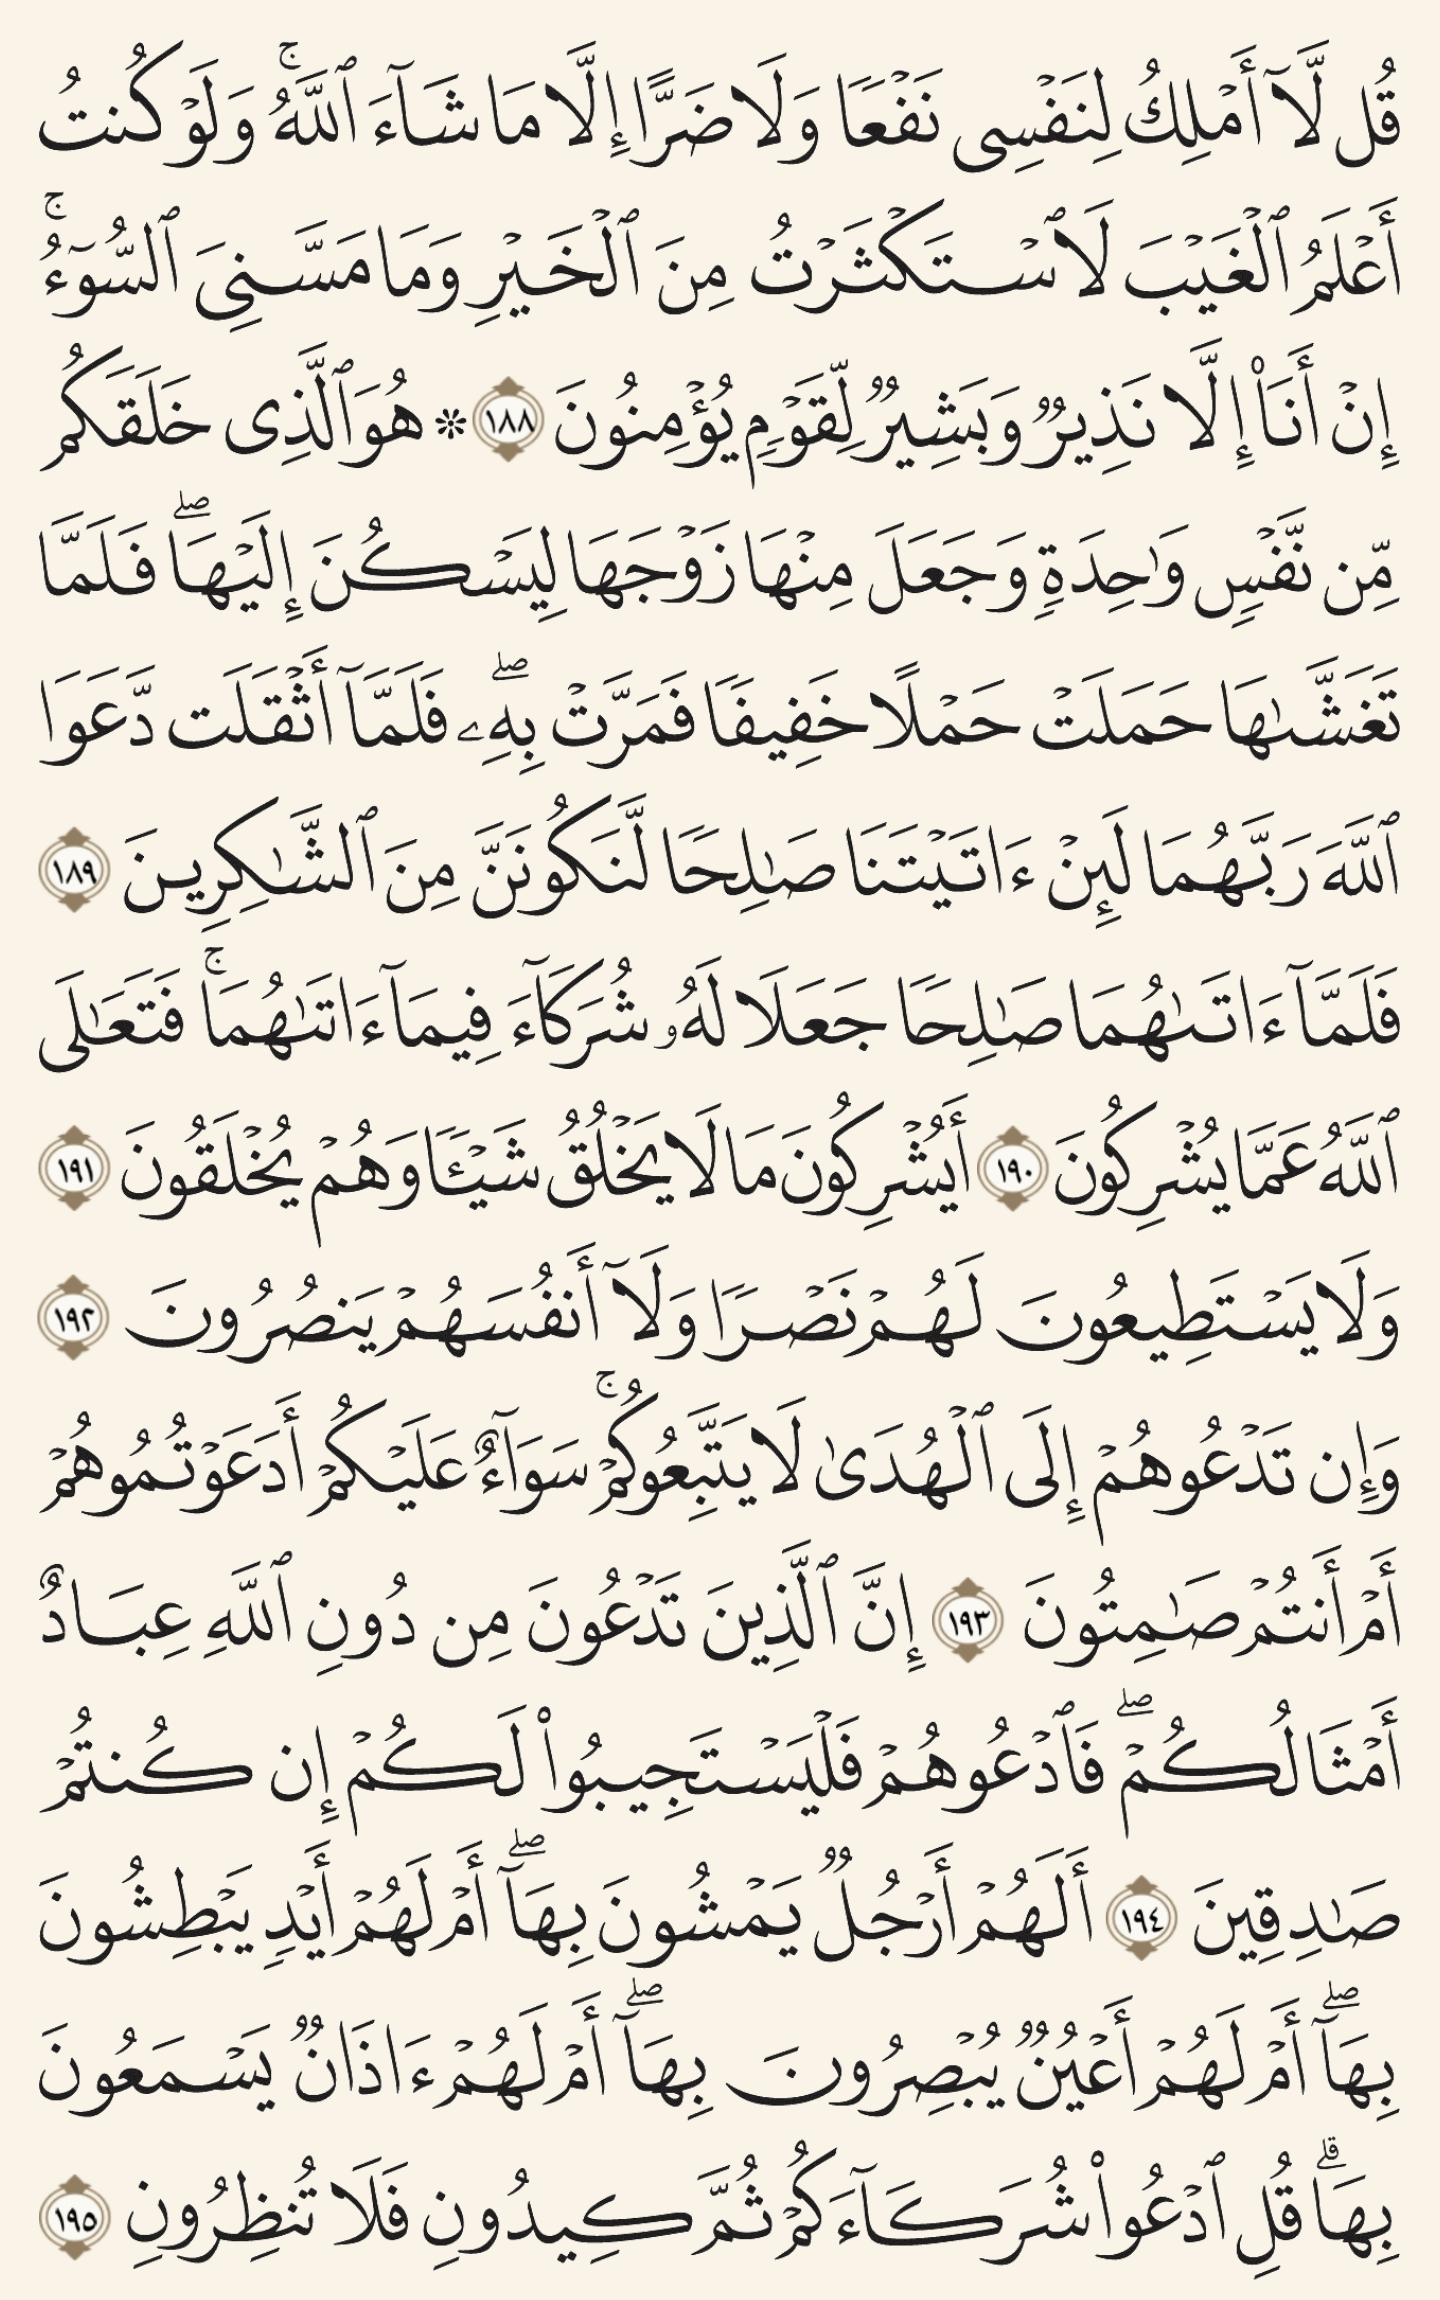 قُل لَّآ أَمْلِكُ لِنَفْسِى نَفْعًا وَلَا ضَرًّا إِلَّا مَا شَآءَ ٱللَّهُ ۚ وَلَوْ كُنتُ
أَعْلَمُ ٱلْغَيْبَ لَٱسْتَكْثَرْتُ مِنَ ٱلْخَيْرِ وَمَا مَسَّنِىَ ٱلسُّوٓءُ ۚ
إِنْ أَنَا۠ إِلَّا نَذِيرٌ وَبَشِيرٌ لِّقَوْمٍ يُؤْمِنُونَ ١٨٨ ۞ هُوَ ٱلَّذِى خَلَقَكُم
مِّن نَّفْسٍ وَٰحِدَةٍ وَجَعَلَ مِنْهَا زَوْجَهَا لِيَسْكُنَ إِلَيْهَا ۖ فَلَمَّا
تَغَشَّىٰهَا حَمَلَتْ حَمْلًا خَفِيفًا فَمَرَّتْ بِهِۦ ۖ فَلَمَّآ أَثْقَلَت دَّعَوَا
ٱللَّهَ رَبَّهُمَا لَئِنْ ءَاتَيْتَنَا صَٰلِحًا لَّنَكُونَنَّ مِنَ ٱلشَّٰكِرِينَ ١٨٩
فَلَمَّآ ءَاتَىٰهُمَا صَٰلِحًا جَعَلَا لَهُۥ شُرَكَآءَ فِيمَآ ءَاتَىٰهُمَا ۚ فَتَعَٰلَى
ٱللَّهُ عَمَّا يُشْرِكُونَ ١٩٠ أَيُشْرِكُونَ مَا لَا يَخْلُقُ شَيْـًٔا وَهُمْ يُخْلَقُونَ ١٩١
وَلَا يَسْتَطِيعُونَ لَهُمْ نَصْرًا وَلَآ أَنفُسَهُمْ يَنصُرُونَ ١٩٢
وَإِن تَدْعُوهُمْ إِلَى ٱلْهُدَىٰ لَا يَتَّبِعُوكُمْ ۚ سَوَآءٌ عَلَيْكُمْ أَدَعَوْتُمُوهُمْ
أَمْ أَنتُمْ صَٰمِتُونَ ١٩٣ إِنَّ ٱلَّذِينَ تَدْعُونَ مِن دُونِ ٱللَّهِ عِبَادٌ
أَمْثَالُكُمْ ۖ فَٱدْعُوهُمْ فَلْيَسْتَجِيبُوا۟ لَكُمْ إِن كُنتُمْ
صَٰدِقِينَ ١٩٤ أَلَهُمْ أَرْجُلٌ يَمْشُونَ بِهَآ ۖ أَمْ لَهُمْ أَيْدٍ يَبْطِشُونَ
بِهَآ ۖ أَمْ لَهُمْ أَعْيُنٌ يُبْصِرُونَ بِهَآ ۖ أَمْ لَهُمْ ءَاذَانٌ يَسْمَعُونَ
بِهَا ۗ قُلِ ٱدْعُوا۟ شُرَكَآءَكُمْ ثُمَّ كِيدُونِ فَلَا تُنظِرُونِ ١٩٥